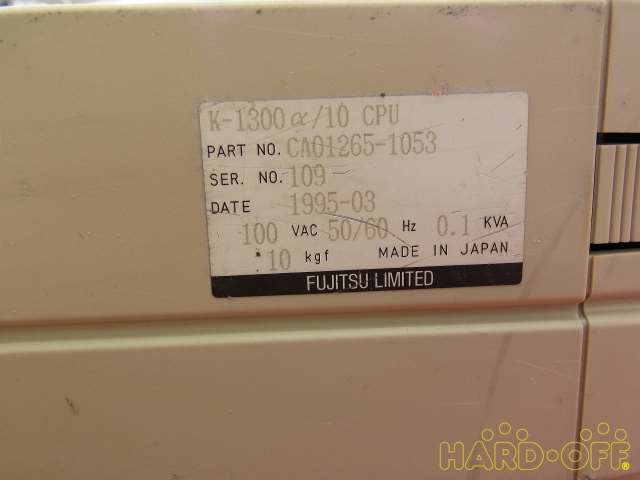 K-1300α/10 CPU
PART NO. CA01265-1053
SER. NO. 109
DATE 1995-03
100 VAC 50/60 Hz 0.1 KVA
10 kgf MADE IN JAPAN
FUJITSU LIMITED
HARD·OFF®